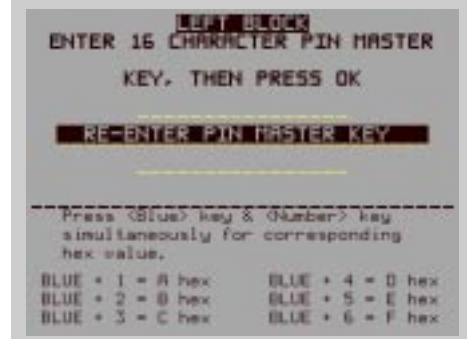 LEFT BLOCK
ENTER 16 CHARACTER PIN MASTER
KEY, THEN PRESS OK
RE-ENTER PIN MASTER KEY
Press <Blue> key & <Number> key
simultaneously for corresponding
hex value.
BLUE + 1 = A hex BLUE + 4 = D hex
BLUE + 2 = B hex BLUE + 5 = E hex
BLUE + 3 = C hex BLUE + 6 = F hex